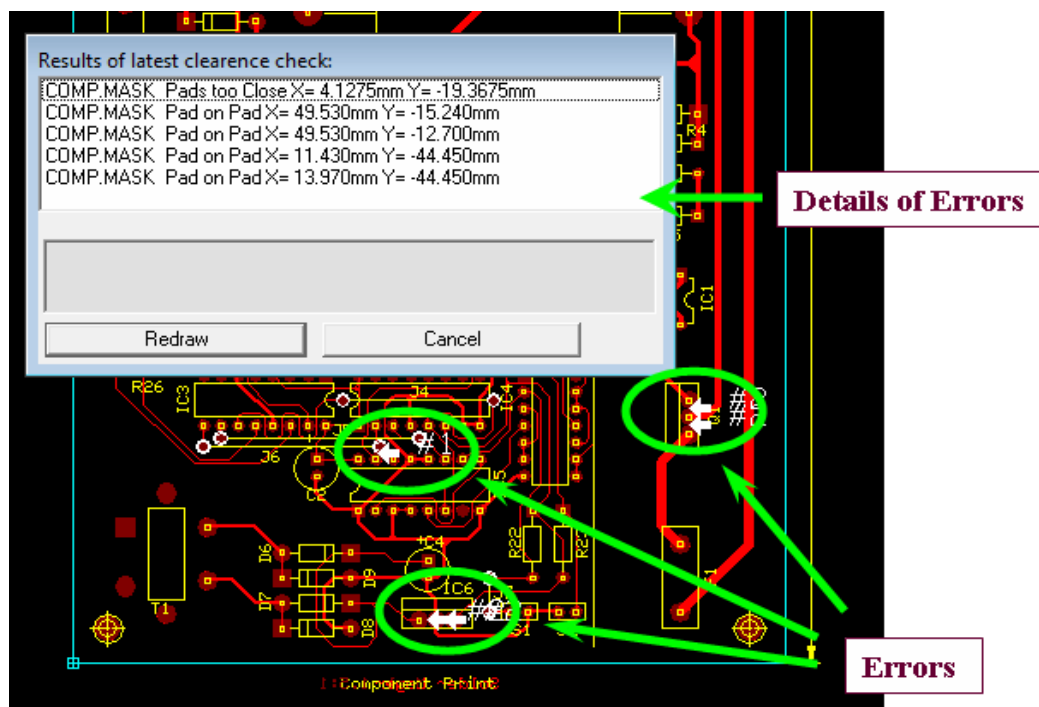 Results of latest clearence check:
COMP.MASK Pads too Close X= 4.1275mm Y= -19.3675mm
COMP.MASK Pad on Pad X= 49.530mm Y= -15.240mm
COMP.MASK Pad on Pad X= 49.530mm Y= -12.700mm
COMP.MASK Pad on Pad X= 11.430mm Y= -44.450mm
COMP.MASK Pad on Pad X= 13.970mm Y= -44.450mm
R4
Details of Errors
IC1
Redraw
Cancel
R26
IC3
J4
IC4
#1
J6
C2
R22
C4
D6
D9
IC6
D7
D8
T1
Errors
Component